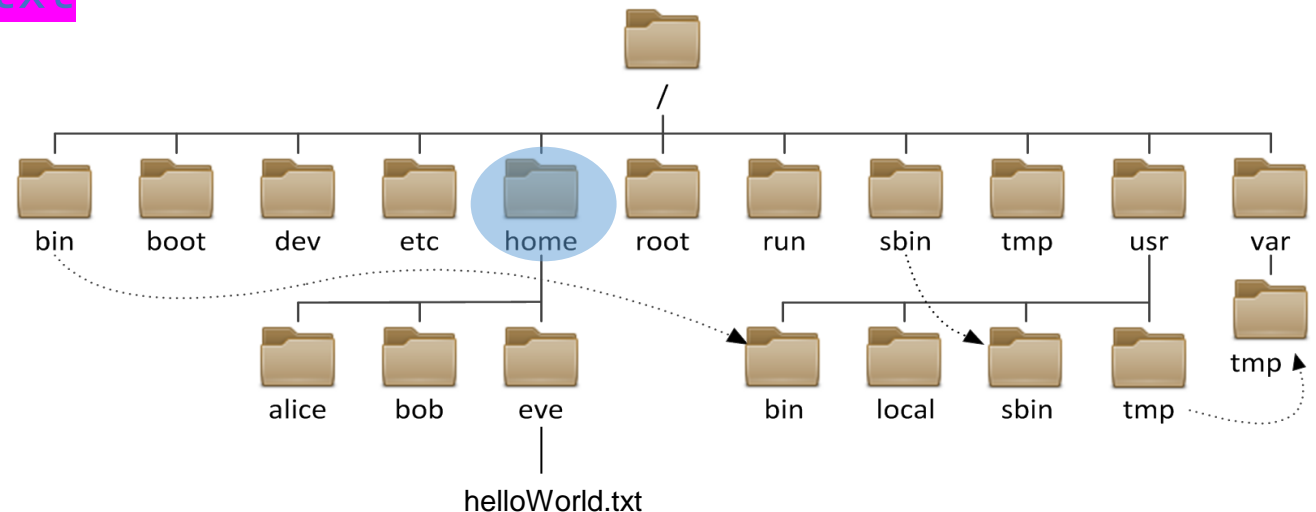 /
bin boot dev etc home root run sbin tmp usr var
tmp
alice bob eve bin local sbin tmp
helloWorld.txt